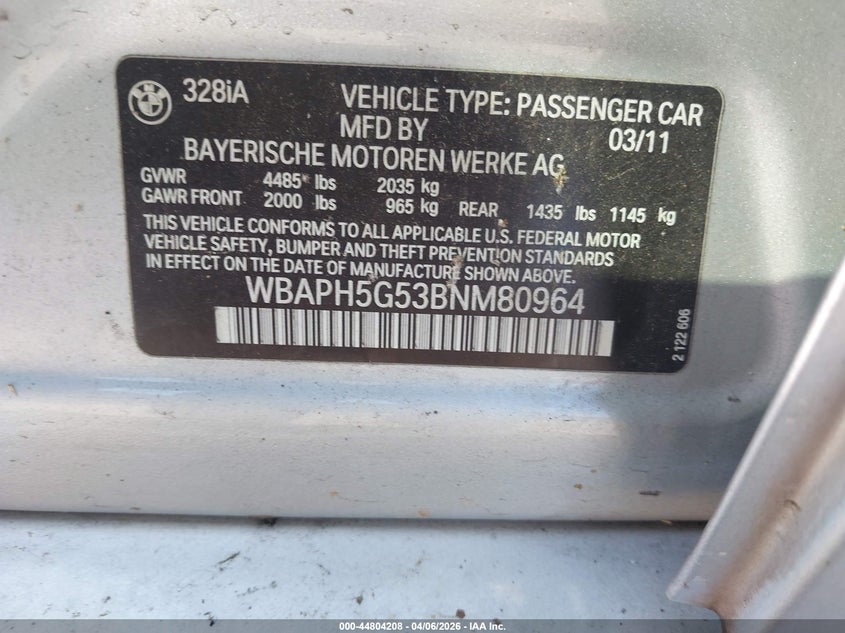 328iA VEHICLE TYPE: PASSENGER CAR
MFD BY 03/11
BAYERISCHE MOTOREN WERKE AG
GVWR 4485 lbs 2035 kg
GAWR FRONT 2000 lbs 965 kg REAR 1435 lbs 1145 kg
THIS VEHICLE CONFORMS TO ALL APPLICABLE U.S. FEDERAL MOTOR
VEHICLE SAFETY, BUMPER AND THEFT PREVENTION STANDARDS
IN EFFECT ON THE DATE OF MANUFACTURE SHOWN ABOVE.
WBAPH5G53BNM80964
2 122 606
000-44804208 - 04/06/2026 - IAA Inc.